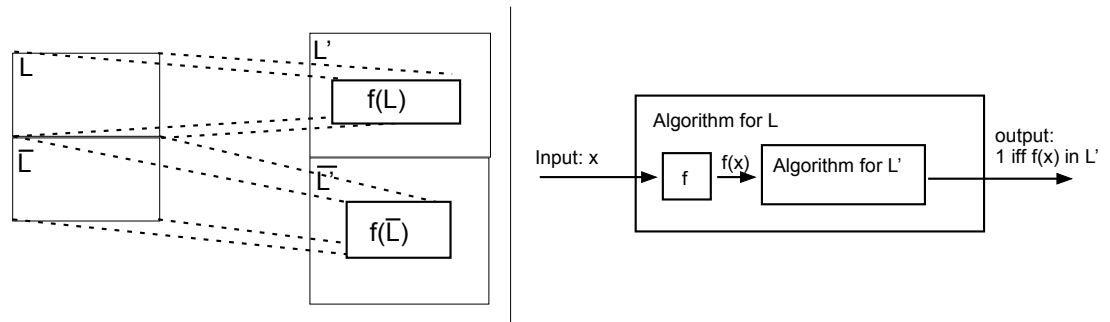 L
L̅
L’
f(L)
L̅’
f(L̅)
Algorithm for L
Input: x
f
f(x)
Algorithm for L’
output:
1 iff f(x) in L’